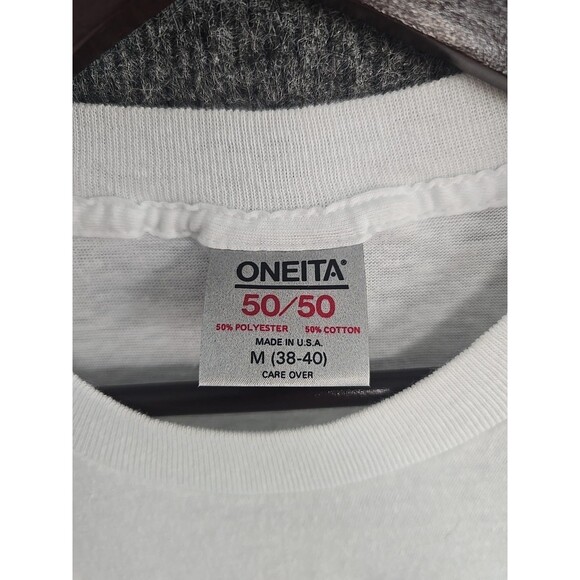 ONEITA®
50/50
50% POLYESTER 50% COTTON
MADE IN U.S.A.
M (38-40)
CARE OVER